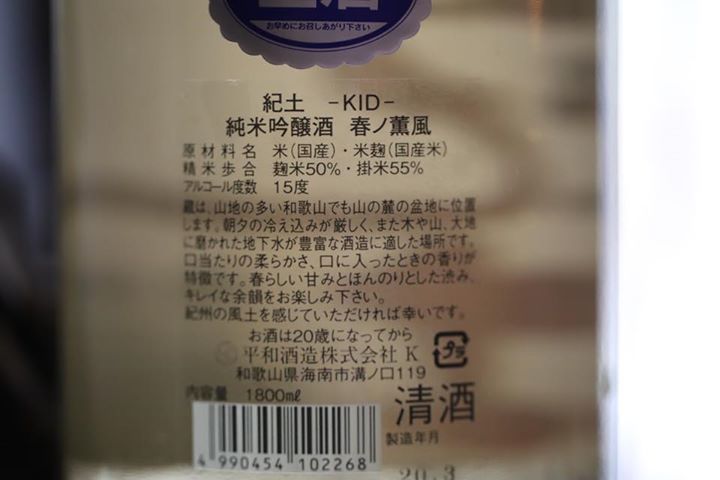 お早めにお召しあがり下さい
紀土 -KID-
純米吟醸酒 春ノ薫風
原材料名 米(国産)・米麹(国産米)
精米歩合 麹米50%・掛米55%
アルコール度数 15度
蔵は、山地の多い和歌山でも山の麓の盆地に位置
します。朝夕の冷え込みが厳しく、また木や山、大地
に磨かれた地下水が豊富な酒造に適した場所です。
口当たりの柔らかさ、口に入ったときの香りが
特徴です。春らしい甘みとほんのりとした渋み、
キレイな余韻をお楽しみ下さい。
紀州の風土を感じていただければ幸いです。
お酒は20歳になってから
平和酒造株式会社 K プラ
和歌山県海南市溝ノ口119
内容量 1800ml
清酒
製造年月
4 990454 102268
20.3